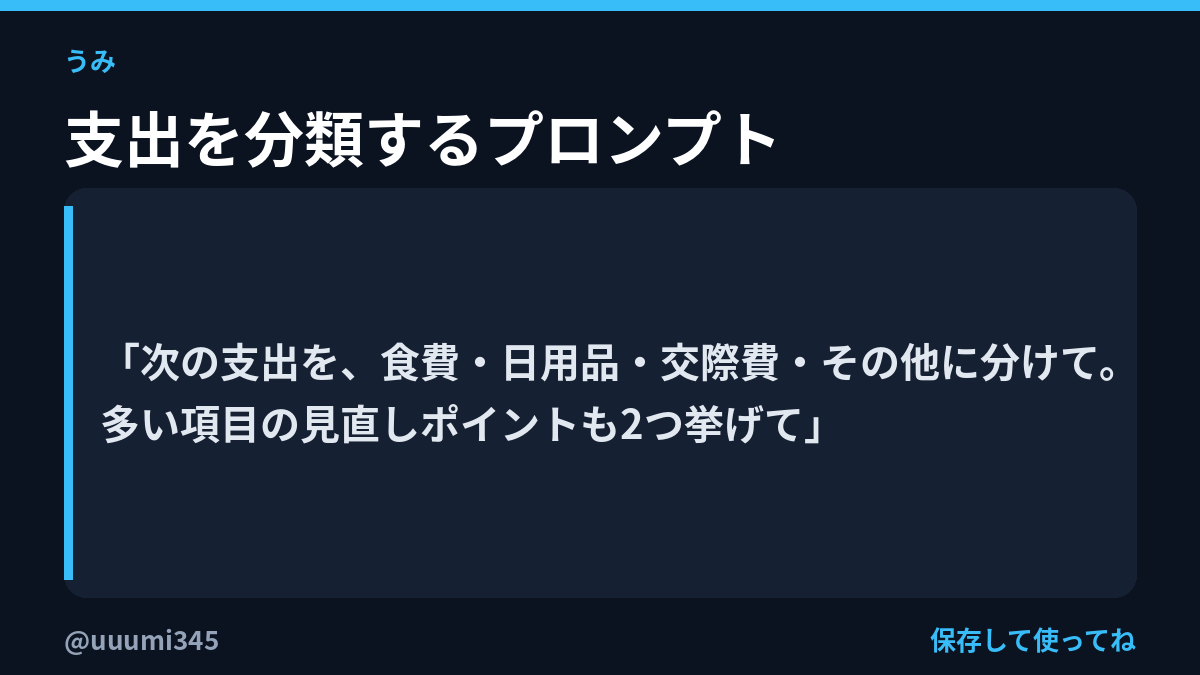 うみ
支出を分類するプロンプト
「次の支出を、食費・日用品・交際費・その他に分けて。
多い項目の見直しポイントも2つ挙げて」
@uuumi345
保存して使ってね